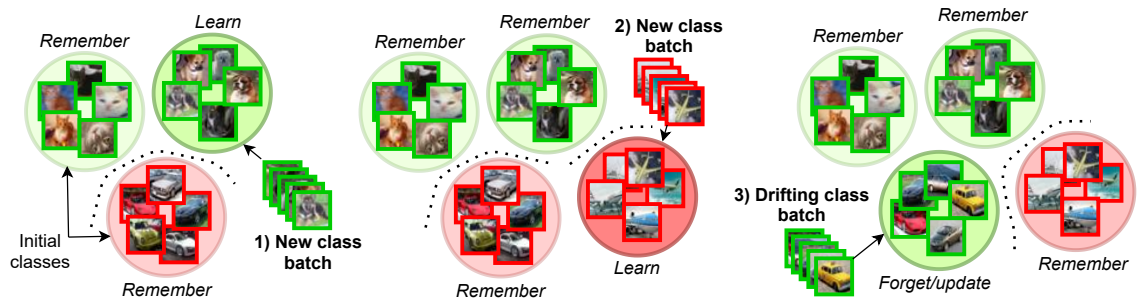 Remember
Learn
Initial
classes
1) New class
batch
Remember
Remember
Remember
2) New class
batch
Remember
Learn
Remember
Remember
3) Drifting class
batch
Forget/update
Remember